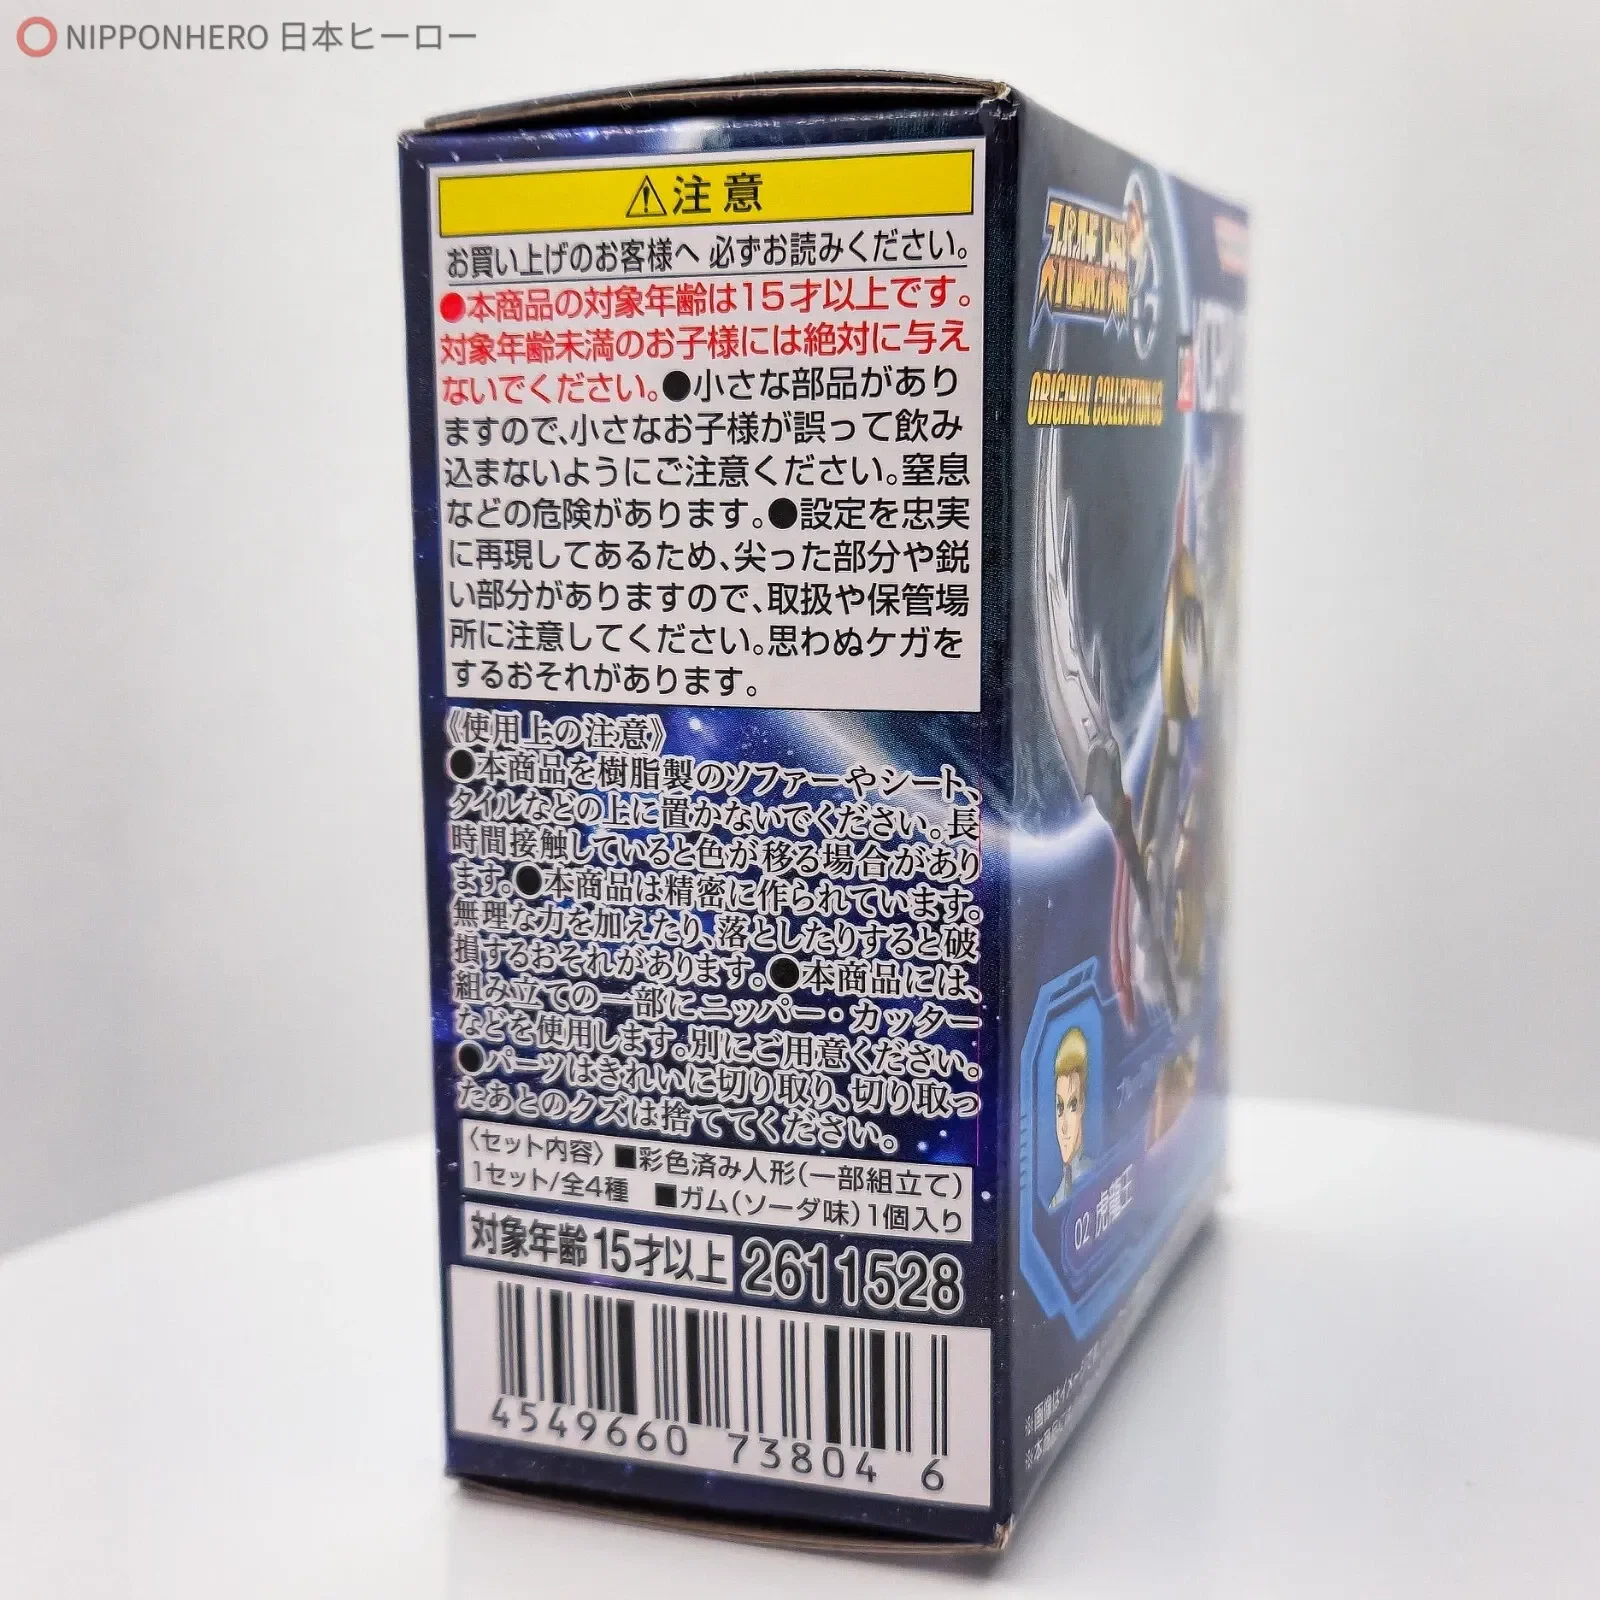 NIPPONHERO 日本ヒーロー
注意
お買い上げのお客様へ 必ずお読みください。
●本商品の対象年齢は15才以上です。
対象年齢未満のお子様には絶対に与え
ないでください。●小さな部品があり
ますので、小さなお子様が誤って飲み
込まないようにご注意ください。窒息
などの危険があります。●設定を忠実
に再現してあるため、尖った部分や鋭
い部分がありますので、取扱や保管場
所に注意してください。思わぬケガを
するおそれがあります。
《使用上の注意》
●本商品を樹脂製のソファーやシート、
タイルなどの上に置かないでください。長
時間接触していると色が移る場合があり
ます。●本商品は精密に作られています。
無理な力を加えたり、落としたりすると破
損するおそれがあります。●本商品には、
組み立ての一部にニッパー・カッター
などを使用します。別にご用意ください。
●パーツはきれいに切り取り、切り取っ
たあとのクズは捨ててください。
〈セット内容〉■彩色済み人形(一部組立て)
1セット/全4種 ■ガム(ソーダ味)1個入り
対象年齢15才以上 2611528
4549660 73804 6
ORIGINAL COLLECTION 03
02 虎龍王
※画像はイメージです
※本商品に